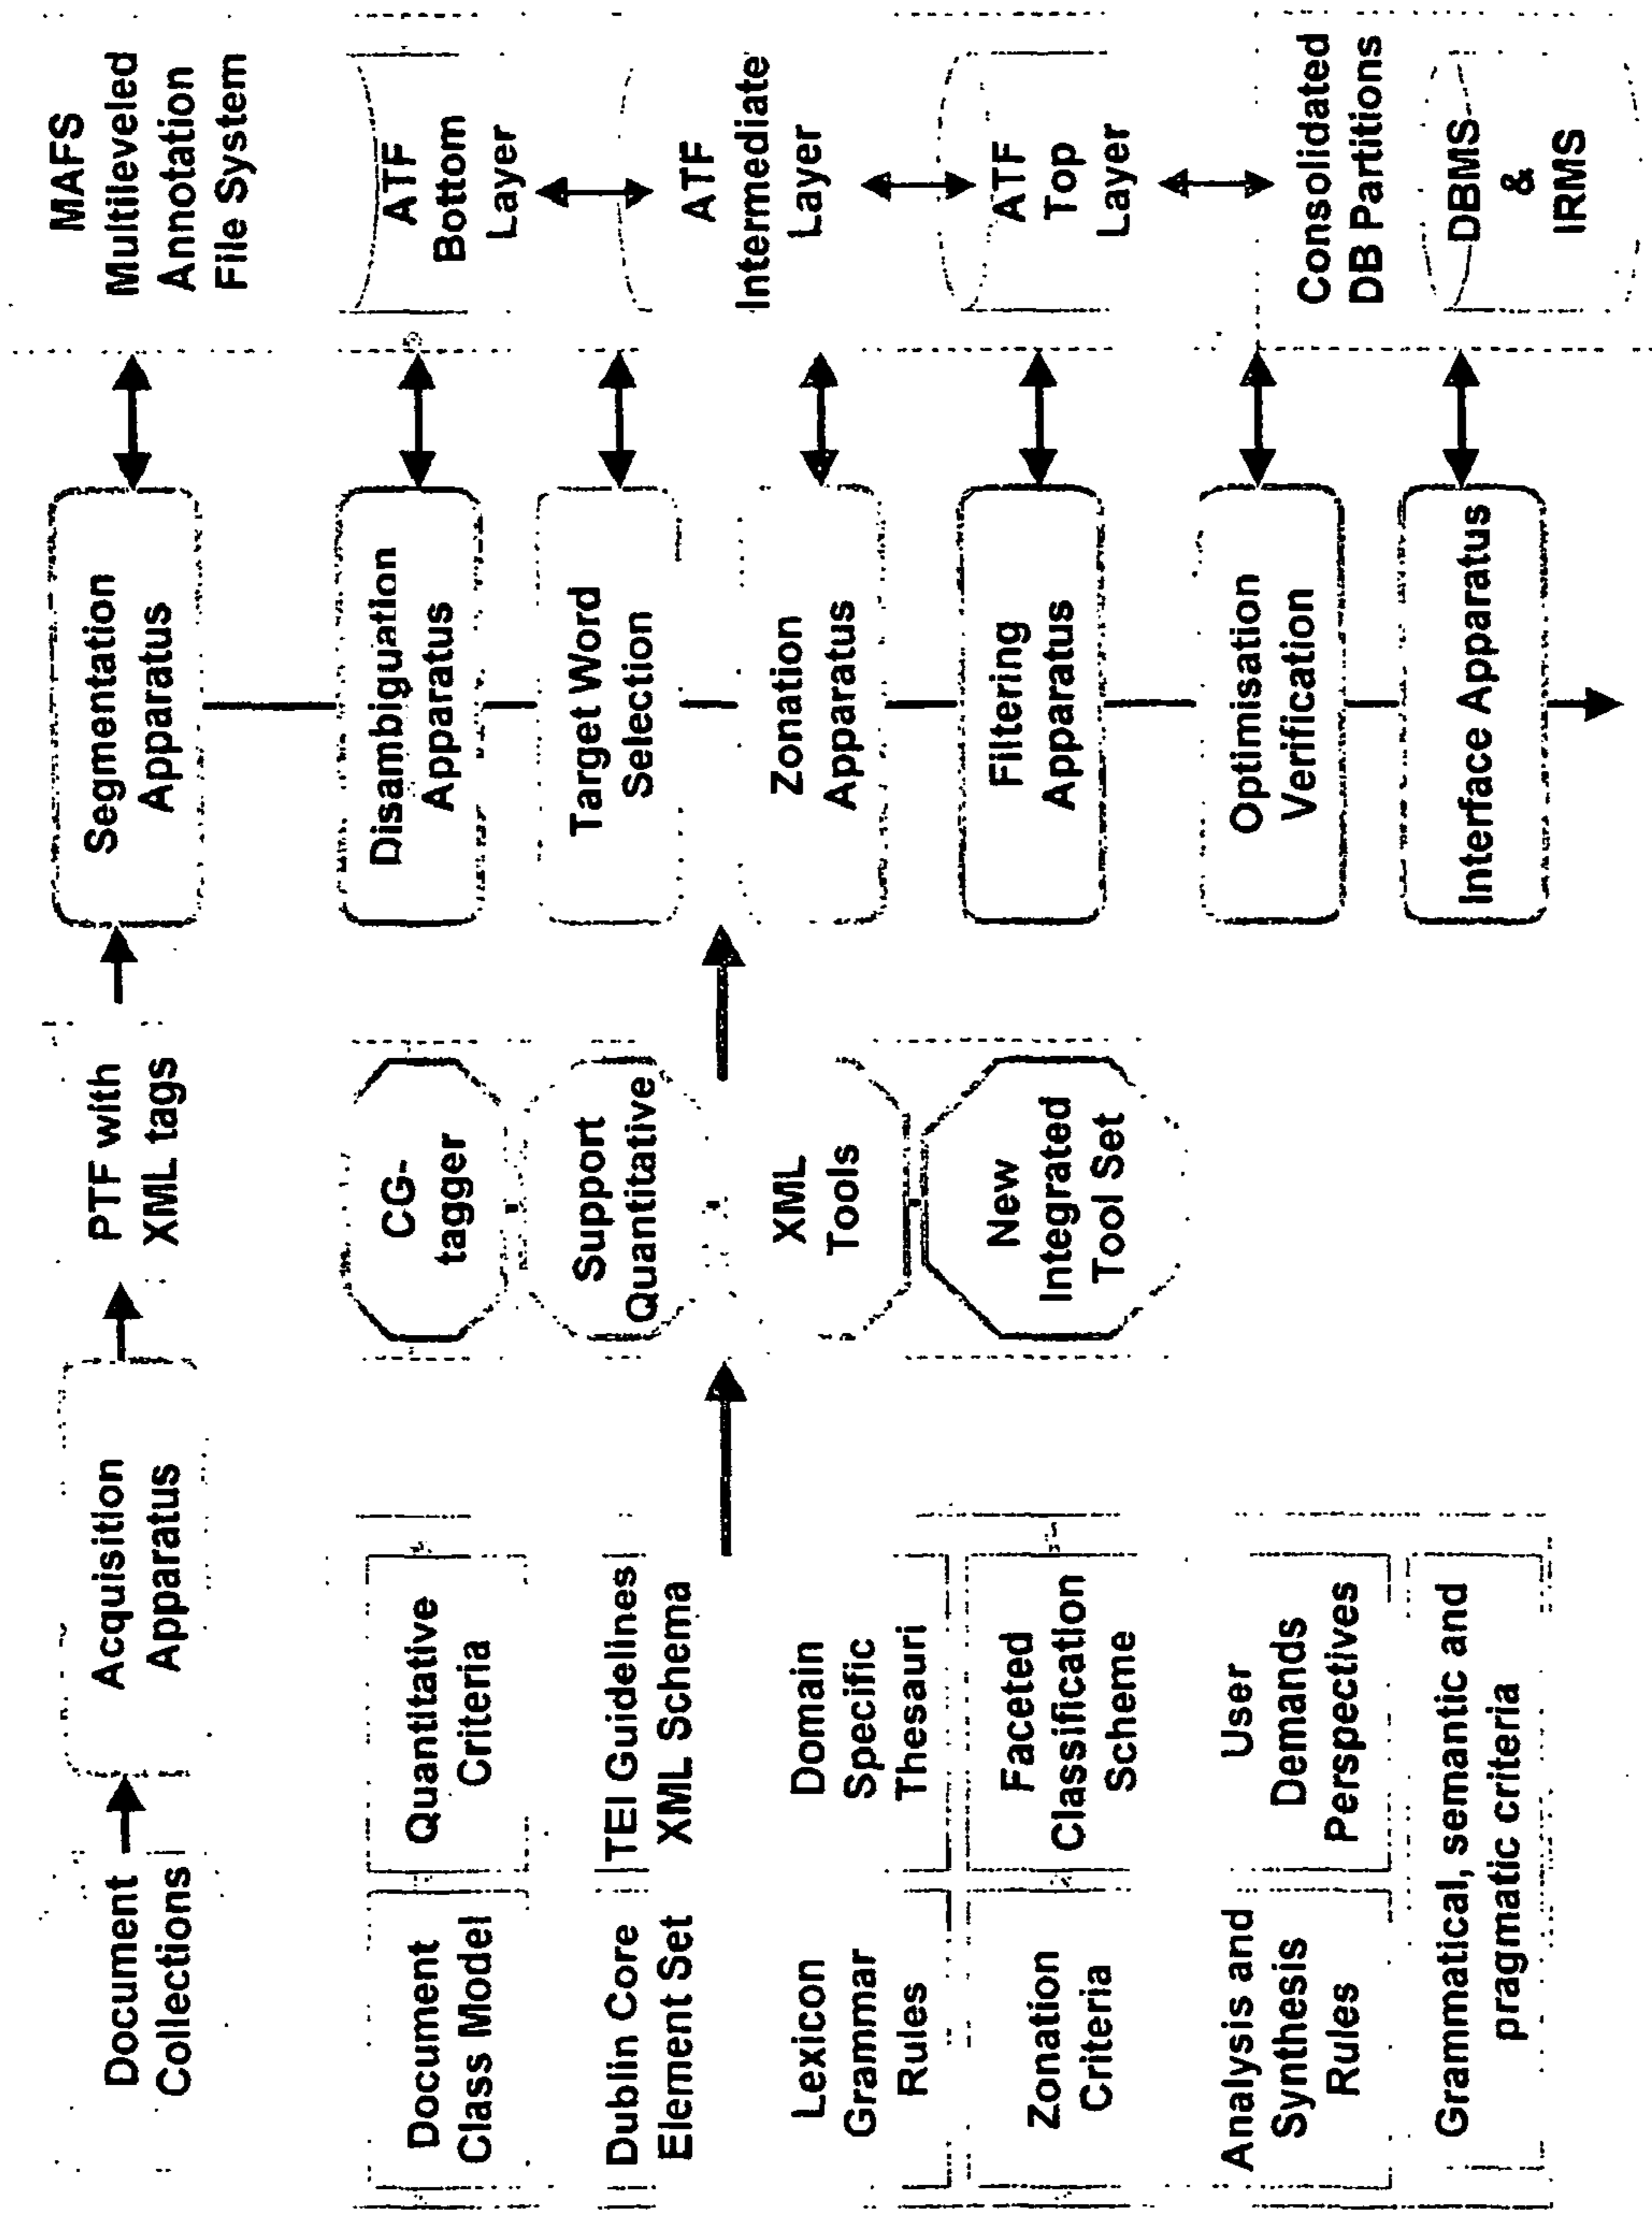 Document
Collections
Acquisition
Apparatus
PTF with
XML tags
Segmentation
Apparatus
MAFS
Multileveled
Annotation
File System
Document
Class Model
Quantitative
Criteria
Dublin Core
Element Set
TEI Guidelines
XML Schema
Lexicon
Grammar
Rules
Domain
Specific
Thesauri
Zonation
Criteria
Faceted
Classification
Scheme
Analysis and
Synthesis
Rules
User
Demands
Perspectives
Grammatical, semantic and
pragmatic criteria
CG-
tagger
Support
Quantitative
XML
Tools
New
Integrated
Tool Set
Disambiguation
Apparatus
Target Word
Selection
Zonation
Apparatus
Filtering
Apparatus
Optimisation
Verification
Interface Apparatus
ATF
Bottom
Layer
ATF
Intermediate
Layer
ATF
Top
Layer
Consolidated
DB Partitions
DBMS
&
IRMS